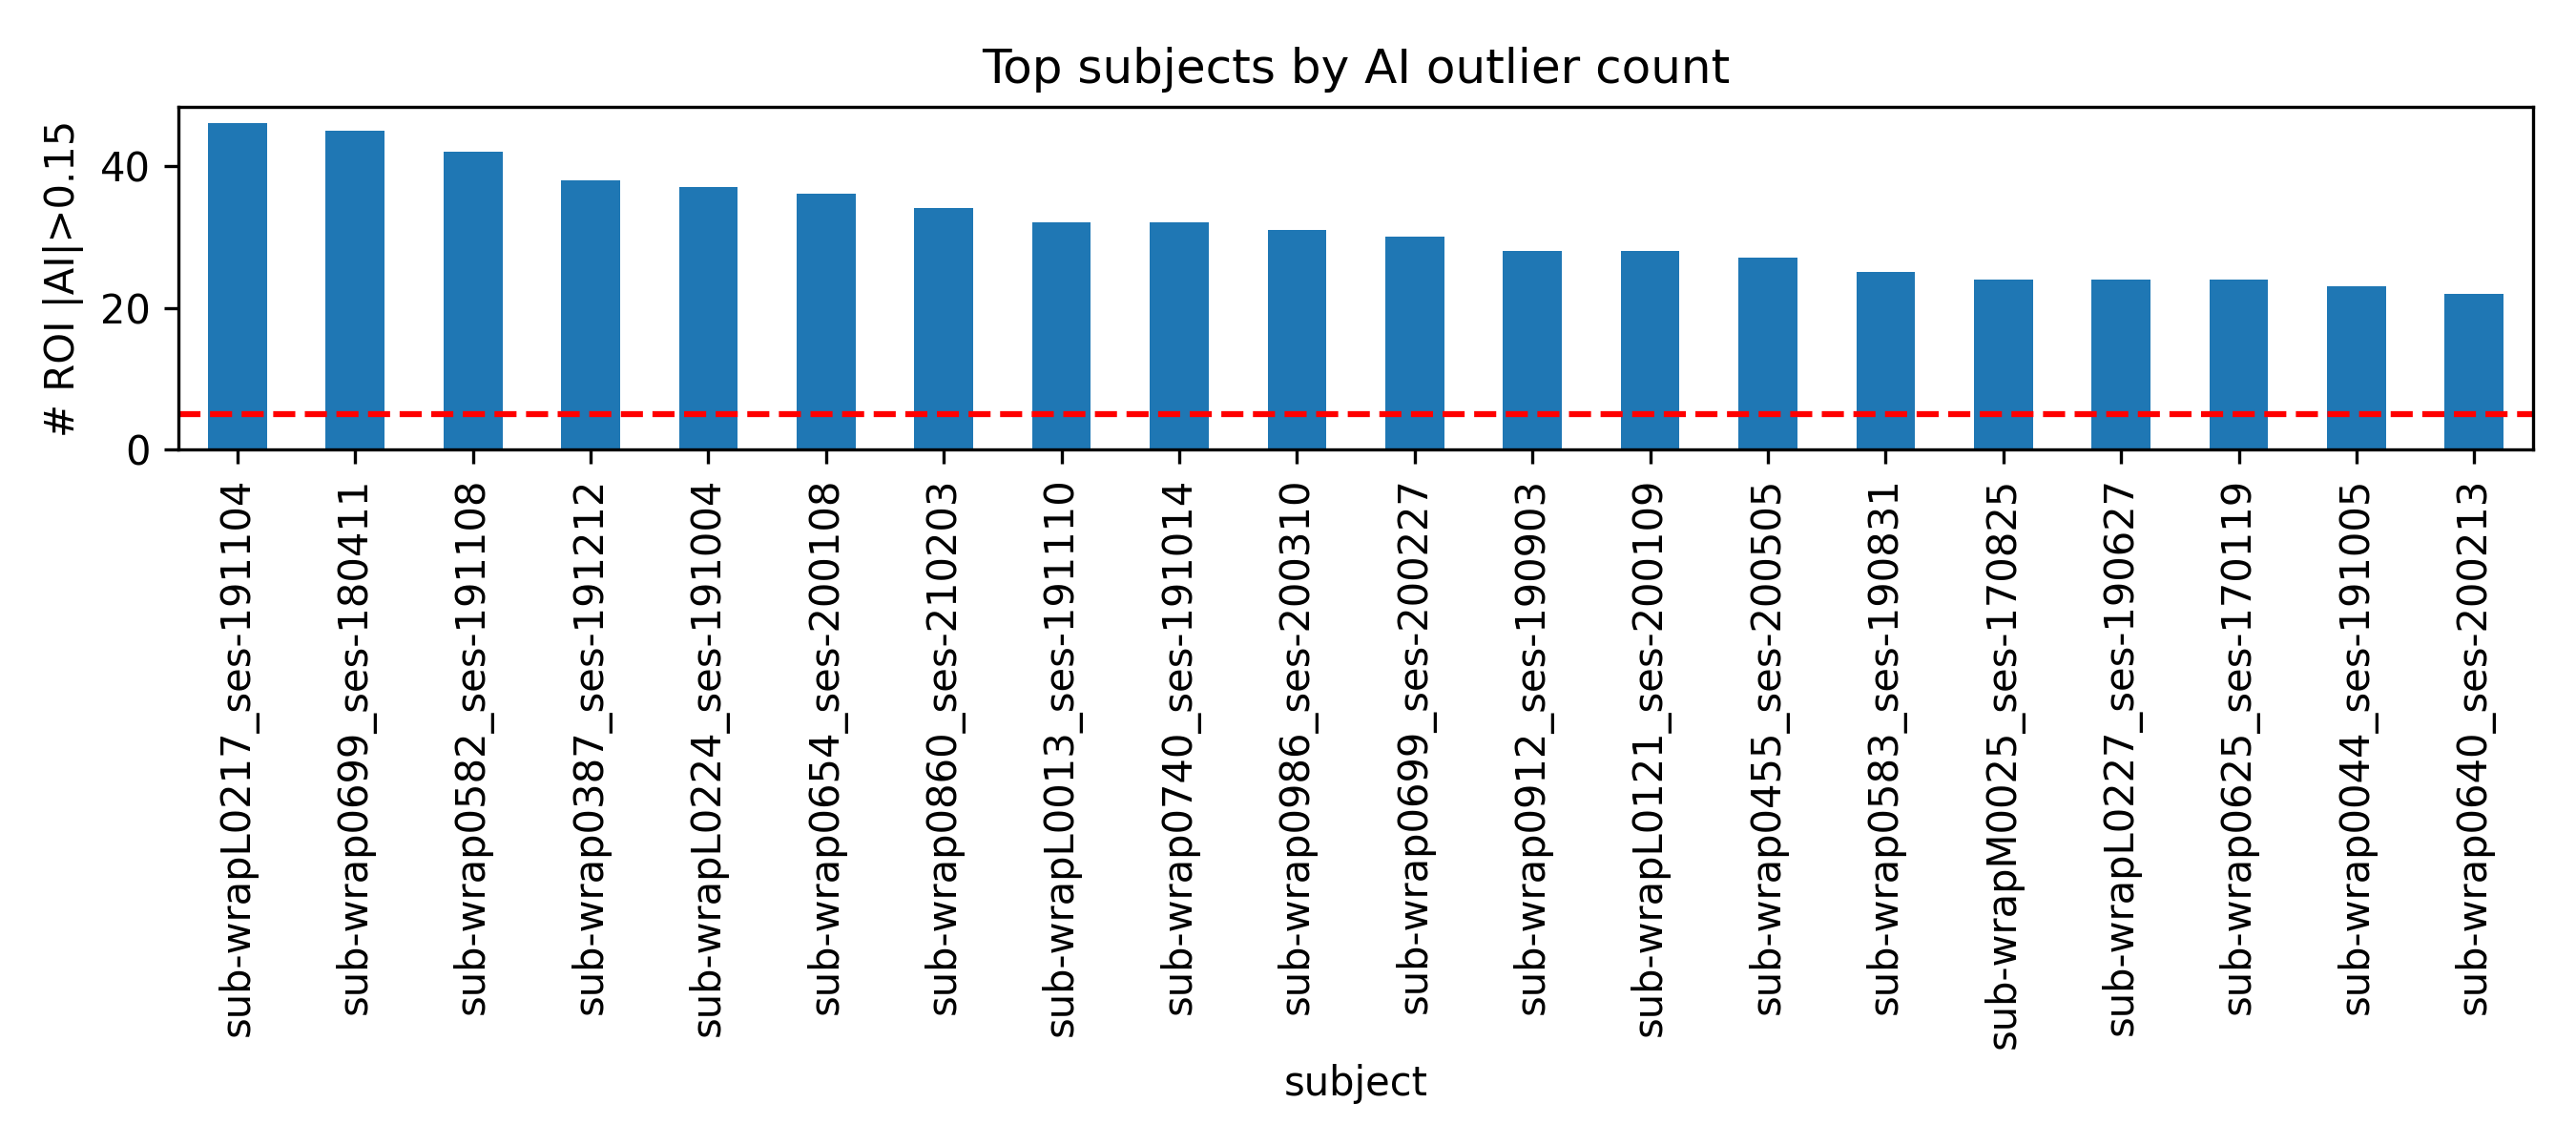 Top subjects by AI outlier count
# ROI |AI|>0.15
40
20
0
sub-wrapL0217_ses-191104
sub-wrap0699_ses-180411
sub-wrap0582_ses-191108
sub-wrap0387_ses-191212
sub-wrapL0224_ses-191004
sub-wrap0654_ses-200108
sub-wrap0860_ses-210203
sub-wrapL0013_ses-191110
sub-wrap0740_ses-191014
sub-wrap0986_ses-200310
sub-wrap0699_ses-200227
sub-wrap0912_ses-190903
sub-wrapL0121_ses-200109
sub-wrap0455_ses-200505
sub-wrap0583_ses-190831
sub-wrapM0025_ses-170825
sub-wrapL0227_ses-190627
sub-wrap0625_ses-170119
sub-wrap0044_ses-191005
sub-wrap0640_ses-200213
subject